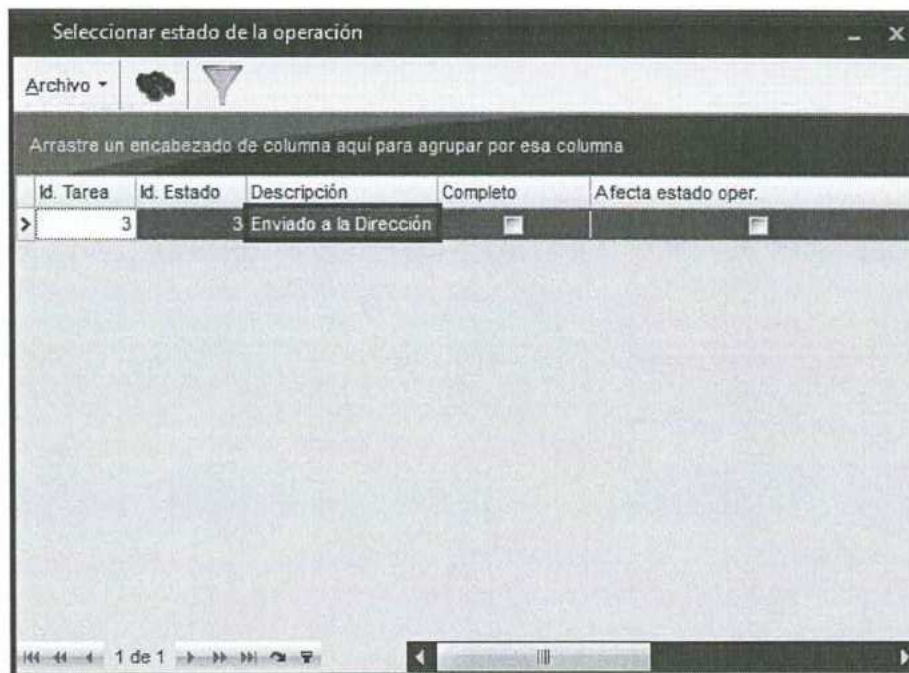 Seleccionar estado de la operación
Archivo
Arrastre un encabezado de columna aquí para agrupar por esa columna
Id. Tarea Id. Estado Descripción Completo Afecta estado oper.
3 3 Enviado a la Dirección
1 de 1